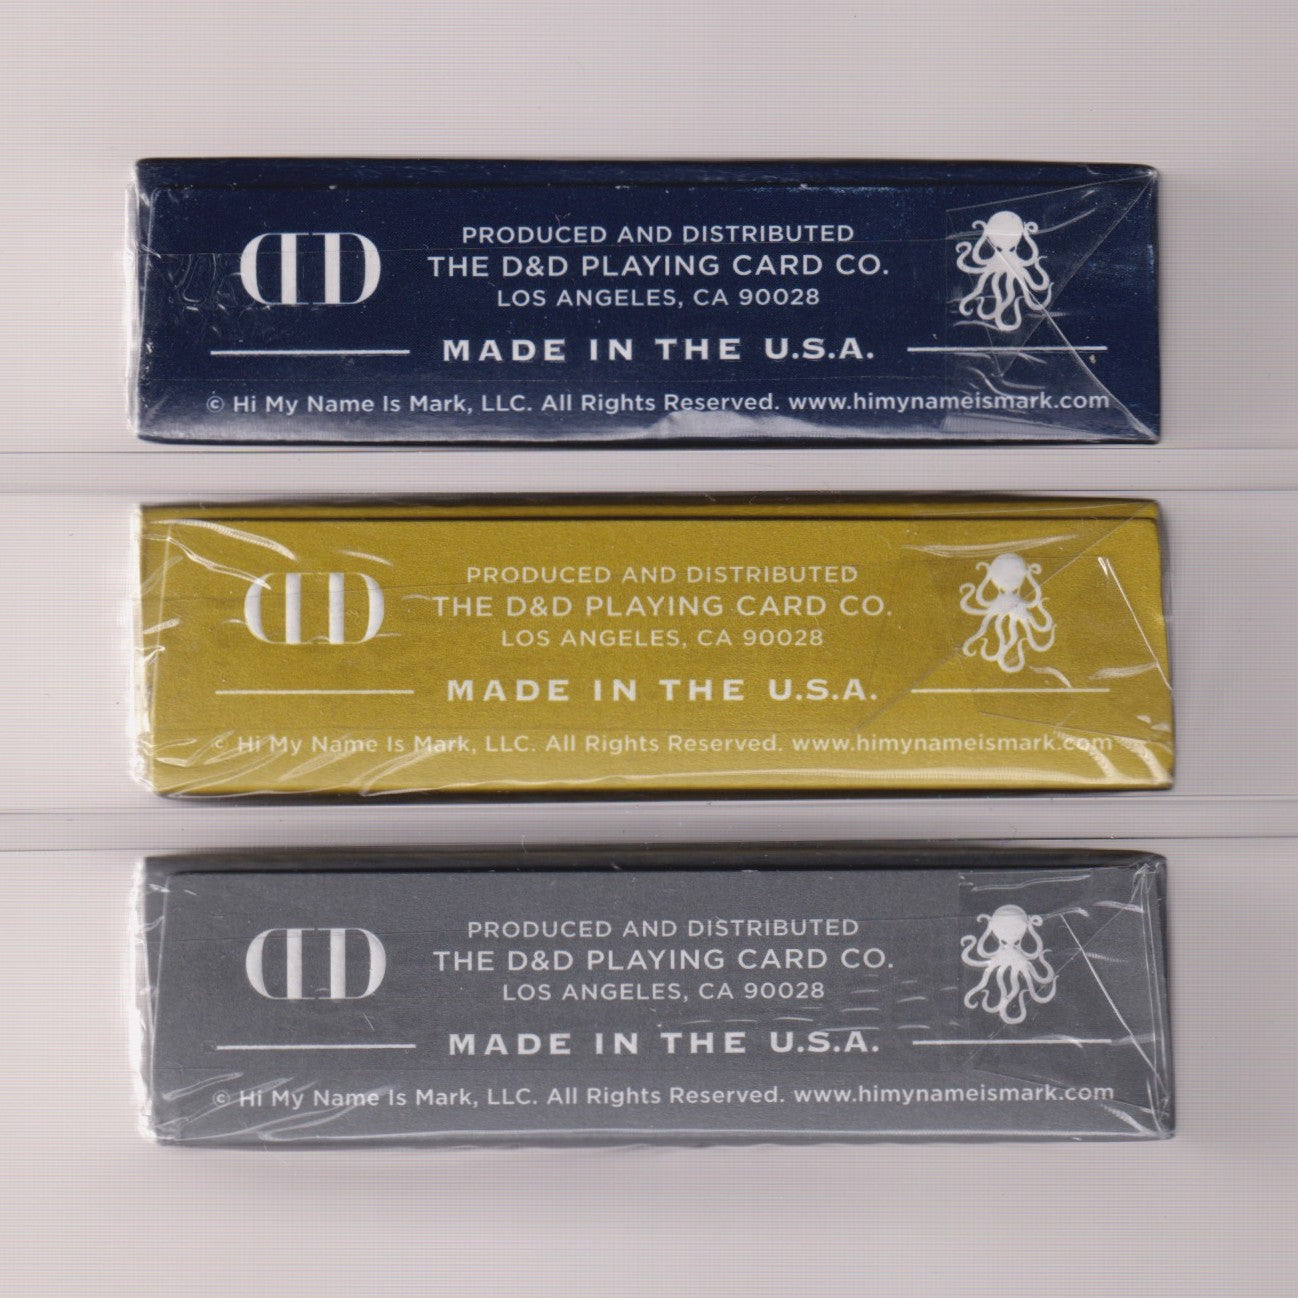 DD
PRODUCED AND DISTRIBUTED
THE D&D PLAYING CARD CO.
LOS ANGELES, CA 90028
MADE IN THE U.S.A.
© Hi My Name Is Mark, LLC. All Rights Reserved. www.himynameismark.com
DD
PRODUCED AND DISTRIBUTED
THE D&D PLAYING CARD CO.
LOS ANGELES, CA 90028
MADE IN THE U.S.A.
© Hi My Name Is Mark, LLC. All Rights Reserved. www.himynameismark.com
DD
PRODUCED AND DISTRIBUTED
THE D&D PLAYING CARD CO.
LOS ANGELES, CA 90028
MADE IN THE U.S.A.
© Hi My Name Is Mark, LLC. All Rights Reserved. www.himynameismark.com